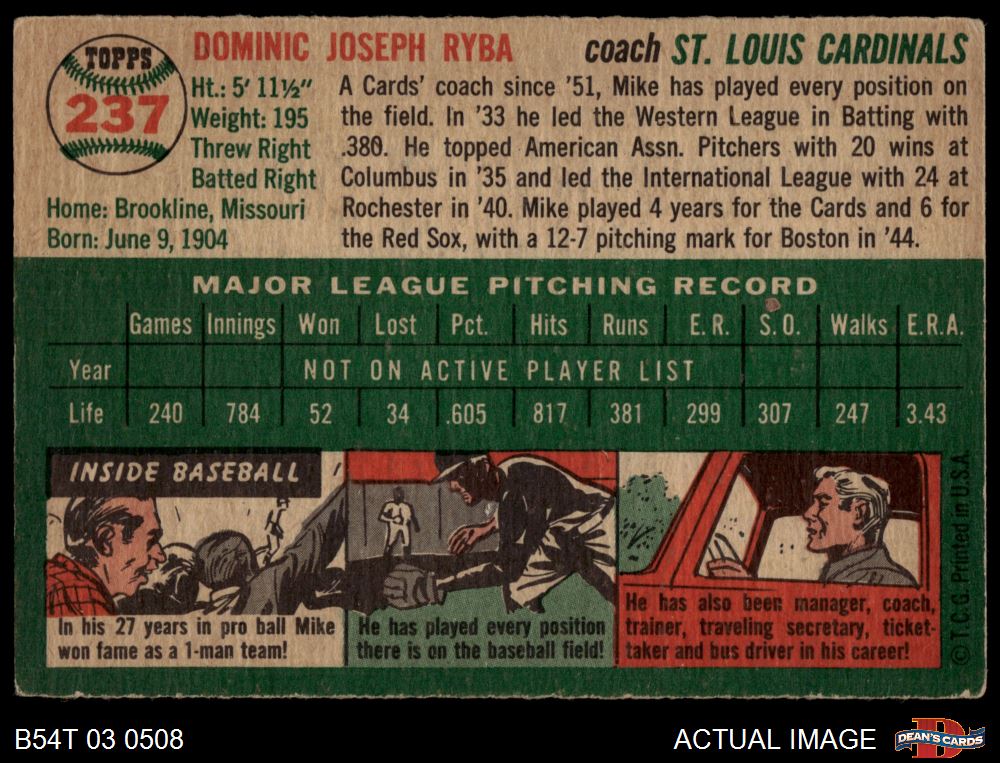 TOPPS
237
DOMINIC JOSEPH RYBA
coach ST. LOUIS CARDINALS
Ht.: 5' 11½"
Weight: 195
Threw Right
Batted Right
Home: Brookline, Missouri
Born: June 9, 1904
A Cards' coach since '51, Mike has played every position on
the field. In '33 he led the Western League in Batting with
.380. He topped American Assn. Pitchers with 20 wins at
Columbus in '35 and led the International League with 24 at
Rochester in '40. Mike played 4 years for the Cards and 6 for
the Red Sox, with a 12-7 pitching mark for Boston in '44.
MAJOR LEAGUE PITCHING RECORD
Games Innings Won Lost Pct. Hits Runs E. R. S. O. Walks E.R.A.
Year NOT ON ACTIVE PLAYER LIST
Life 240 784 52 34 .605 817 381 299 307 247 3.43
INSIDE BASEBALL
In his 27 years in pro ball Mike
won fame as a 1-man team!
He has played every position
there is on the baseball field!
He has also been manager, coach,
trainer, traveling secretary, ticket-
taker and bus driver in his career!
© T. C. G. Printed in U.S.A.
B54T 03 0508
ACTUAL IMAGE
DEAN'S CARDS